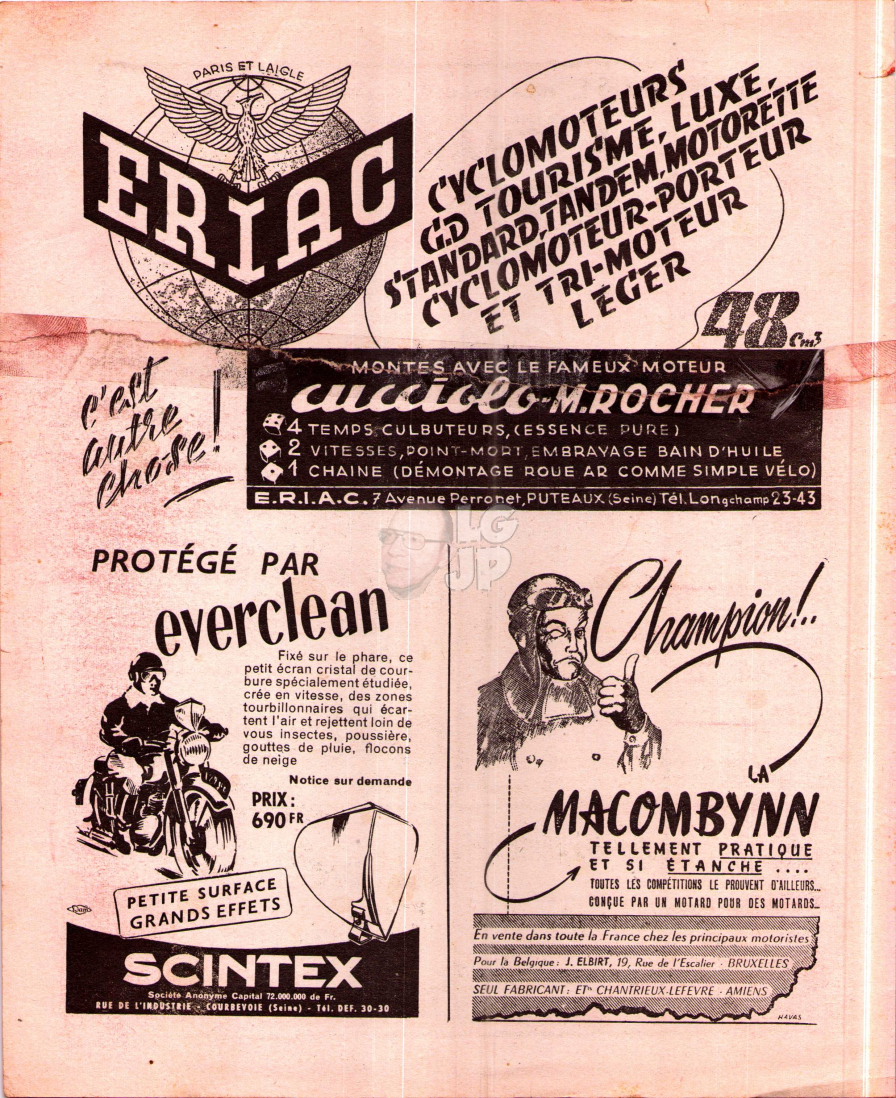 PARIS ET LAIGLE
ERIAC
CYCLOMOTEURS
G.D TOURISME, LUXE,
STANDARD, TANDEM, MOTORETTE
CYCLOMOTEUR-PORTEUR
ET TRI-MOTEUR
LEGER
48 cm3
c'est
autre
chose!
MONTES AVEC LE FAMEUX MOTEUR
cucciolo-M.ROCHER
4 TEMPS CULBUTEURS, (ESSENCE PURE)
2 VITESSES, POINT-MORT, EMBRAYAGE BAIN D'HUILE
1 CHAINE (DÉMONTAGE ROUE AR COMME SIMPLE VÉLO)
E.R.I.A.C. 7 Avenue Perronet, PUTEAUX (Seine) Tél. Longchamp 23-43
LG
JP
PROTÉGÉ PAR
everclean
Fixé sur le phare, ce
petit écran cristal de cour-
bure spécialement étudiée,
crée en vitesse, des zones
tourbillonnaires qui écar-
tent l'air et rejettent loin de
vous insectes, poussière,
gouttes de pluie, flocons
de neige
Notice sur demande
PRIX :
690 FR
PETITE SURFACE
GRANDS EFFETS
SCINTEX
Société Anonyme Capital 72.000.000 de Fr.
RUE DE L'INDUSTRIE - COURBEVOIE (Seine) - Tél. DEF. 30-30
Champion!..
LA
MACOMBYNN
TELLEMENT PRATIQUE
ET SI ÉTANCHE ....
TOUTES LES COMPÉTITIONS LE PROUVENT D'AILLEURS...
CONÇUE PAR UN MOTARD POUR DES MOTARDS...
En vente dans toute la France chez les principaux motoristes
Pour la Belgique : J. ELBIRT, 19, Rue de l'Escalier - BRUXELLES
SEUL FABRICANT : ETts CHANTRIEUX-LEFEVRE - AMIENS
HAVAS